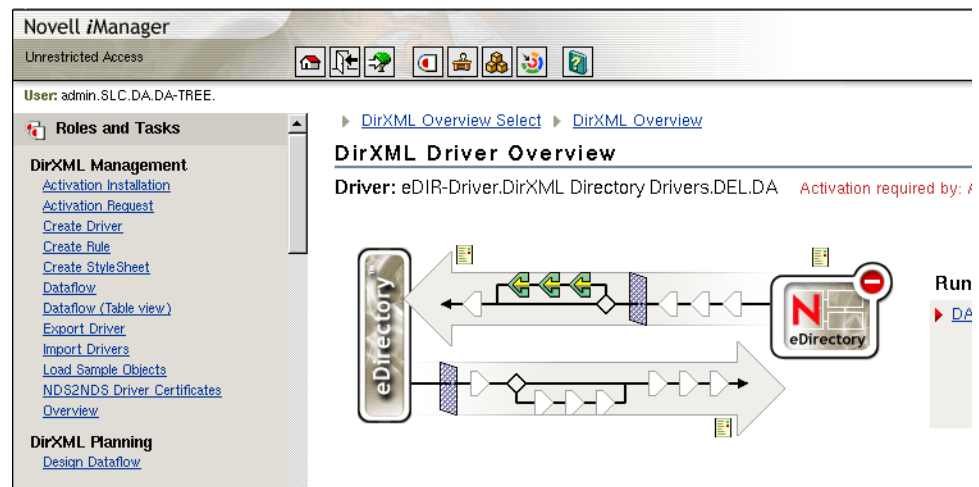 Novell iManager
Unrestricted Access
User: admin.SLC.DA.DA-TREE.
Roles and Tasks
DirXML Management
Activation Installation
Activation Request
Create Driver
Create Rule
Create StyleSheet
Dataflow
Dataflow (Table view)
Export Driver
Import Drivers
Load Sample Objects
NDS2NDS Driver Certificates
Overview
DirXML Planning
Design Dataflow
DirXML Overview Select DirXML Overview
DirXML Driver Overview
Driver: eDIR-Driver.DirXML Directory Drivers.DEL.DA Activation required by: A
eDirectory™
N
eDirectory
Run
DA